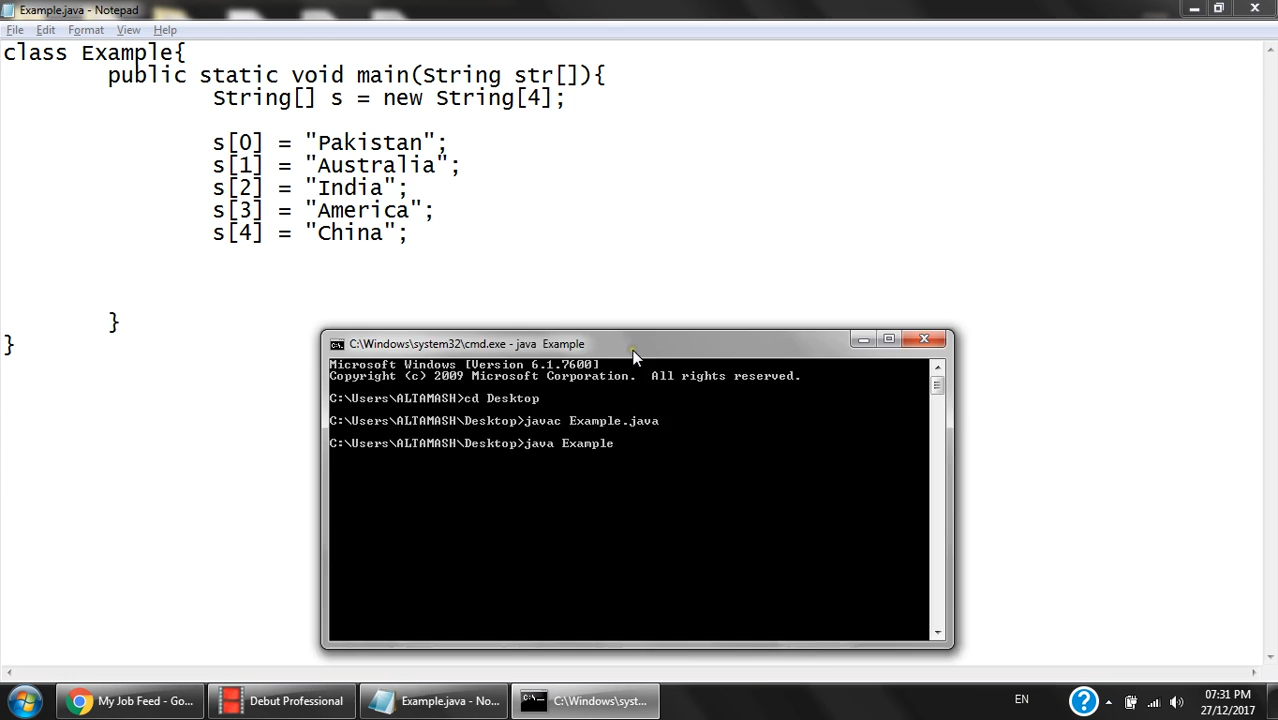 Example.java - Notepad
File Edit Format View Help
class Example{
public static void main(String str[]){
String[] s = new String[4];
s[0] = "Pakistan";
s[1] = "Australia";
s[2] = "India";
s[3] = "America";
s[4] = "China";
}
}
C:\Windows\system32\cmd.exe - java Example
Microsoft Windows [Version 6.1.7600]
Copyright (c) 2009 Microsoft Corporation. All rights reserved.
C:\Users\ALTAMASH>cd Desktop
C:\Users\ALTAMASH\Desktop>javac Example.java
C:\Users\ALTAMASH\Desktop>java Example
My Job Feed - Go...
Debut Professional
Example.java - No...
C:\Windows\syst...
EN
07:31 PM
27/12/2017